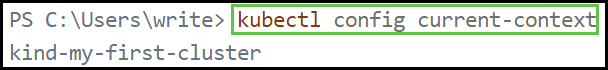 PS C:\Users\write> kubectl config current-context
kind-my-first-cluster